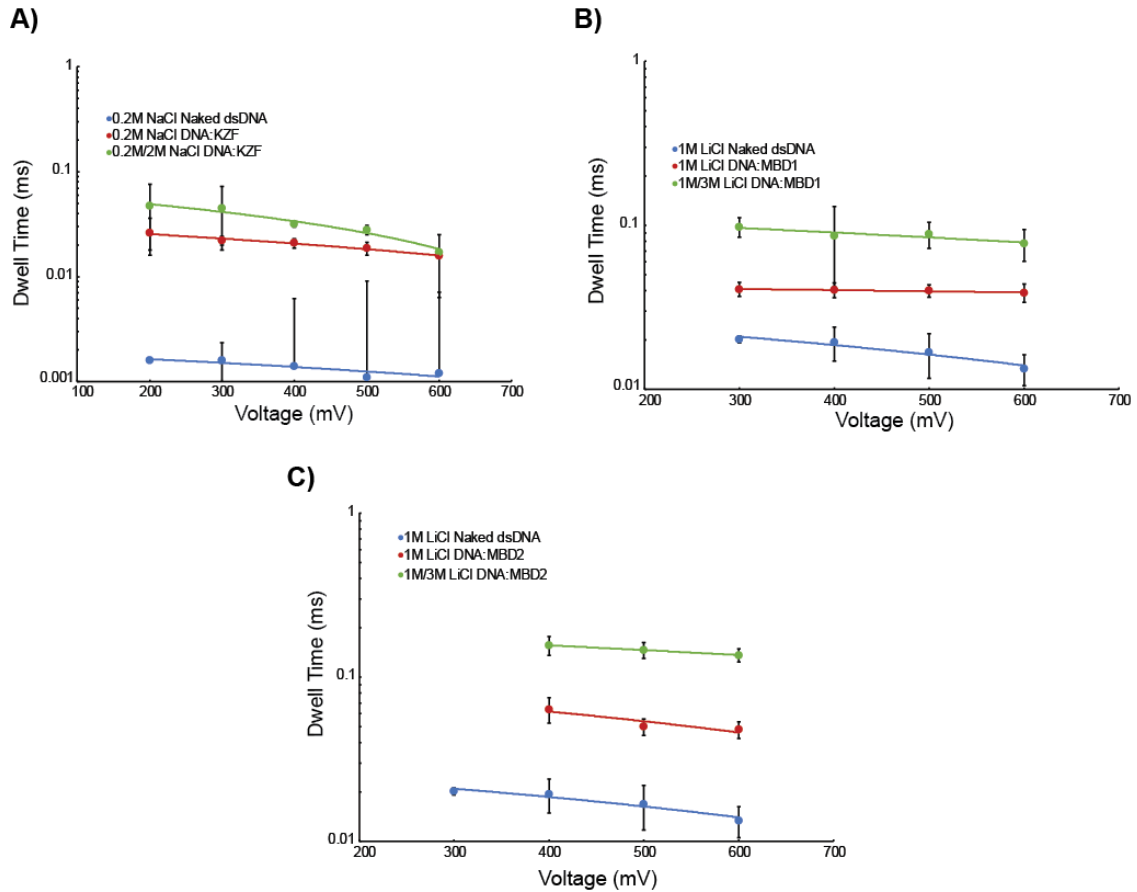 A)
1
0.2M NaCl Naked dsDNA
0.2M NaCl DNA:KZF
0.2M/2M NaCl DNA:KZF
0.1
0.01
0.001
Dwell Time (ms)
100 200 300 400 500 600 700
Voltage (mV)
B)
1
1M LiCl Naked dsDNA
1M LiCl DNA:MBD1
1M/3M LiCl DNA:MBD1
0.1
0.01
Dwell Time (ms)
200 300 400 500 600 700
Voltage (mV)
C)
1
1M LiCl Naked dsDNA
1M LiCl DNA:MBD2
1M/3M LiCl DNA:MBD2
0.1
0.01
Dwell Time (ms)
200 300 400 500 600 700
Voltage (mV)